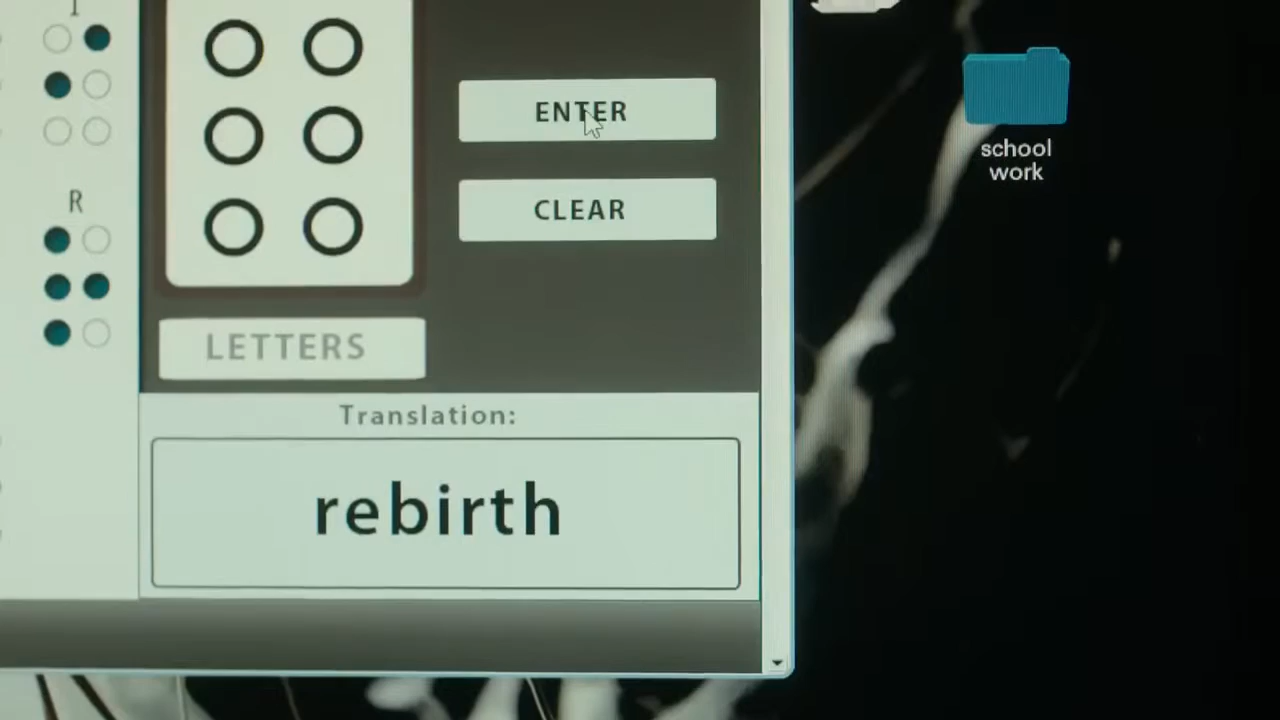 I
R
ENTER
CLEAR
LETTERS
Translation:
rebirth
school
work